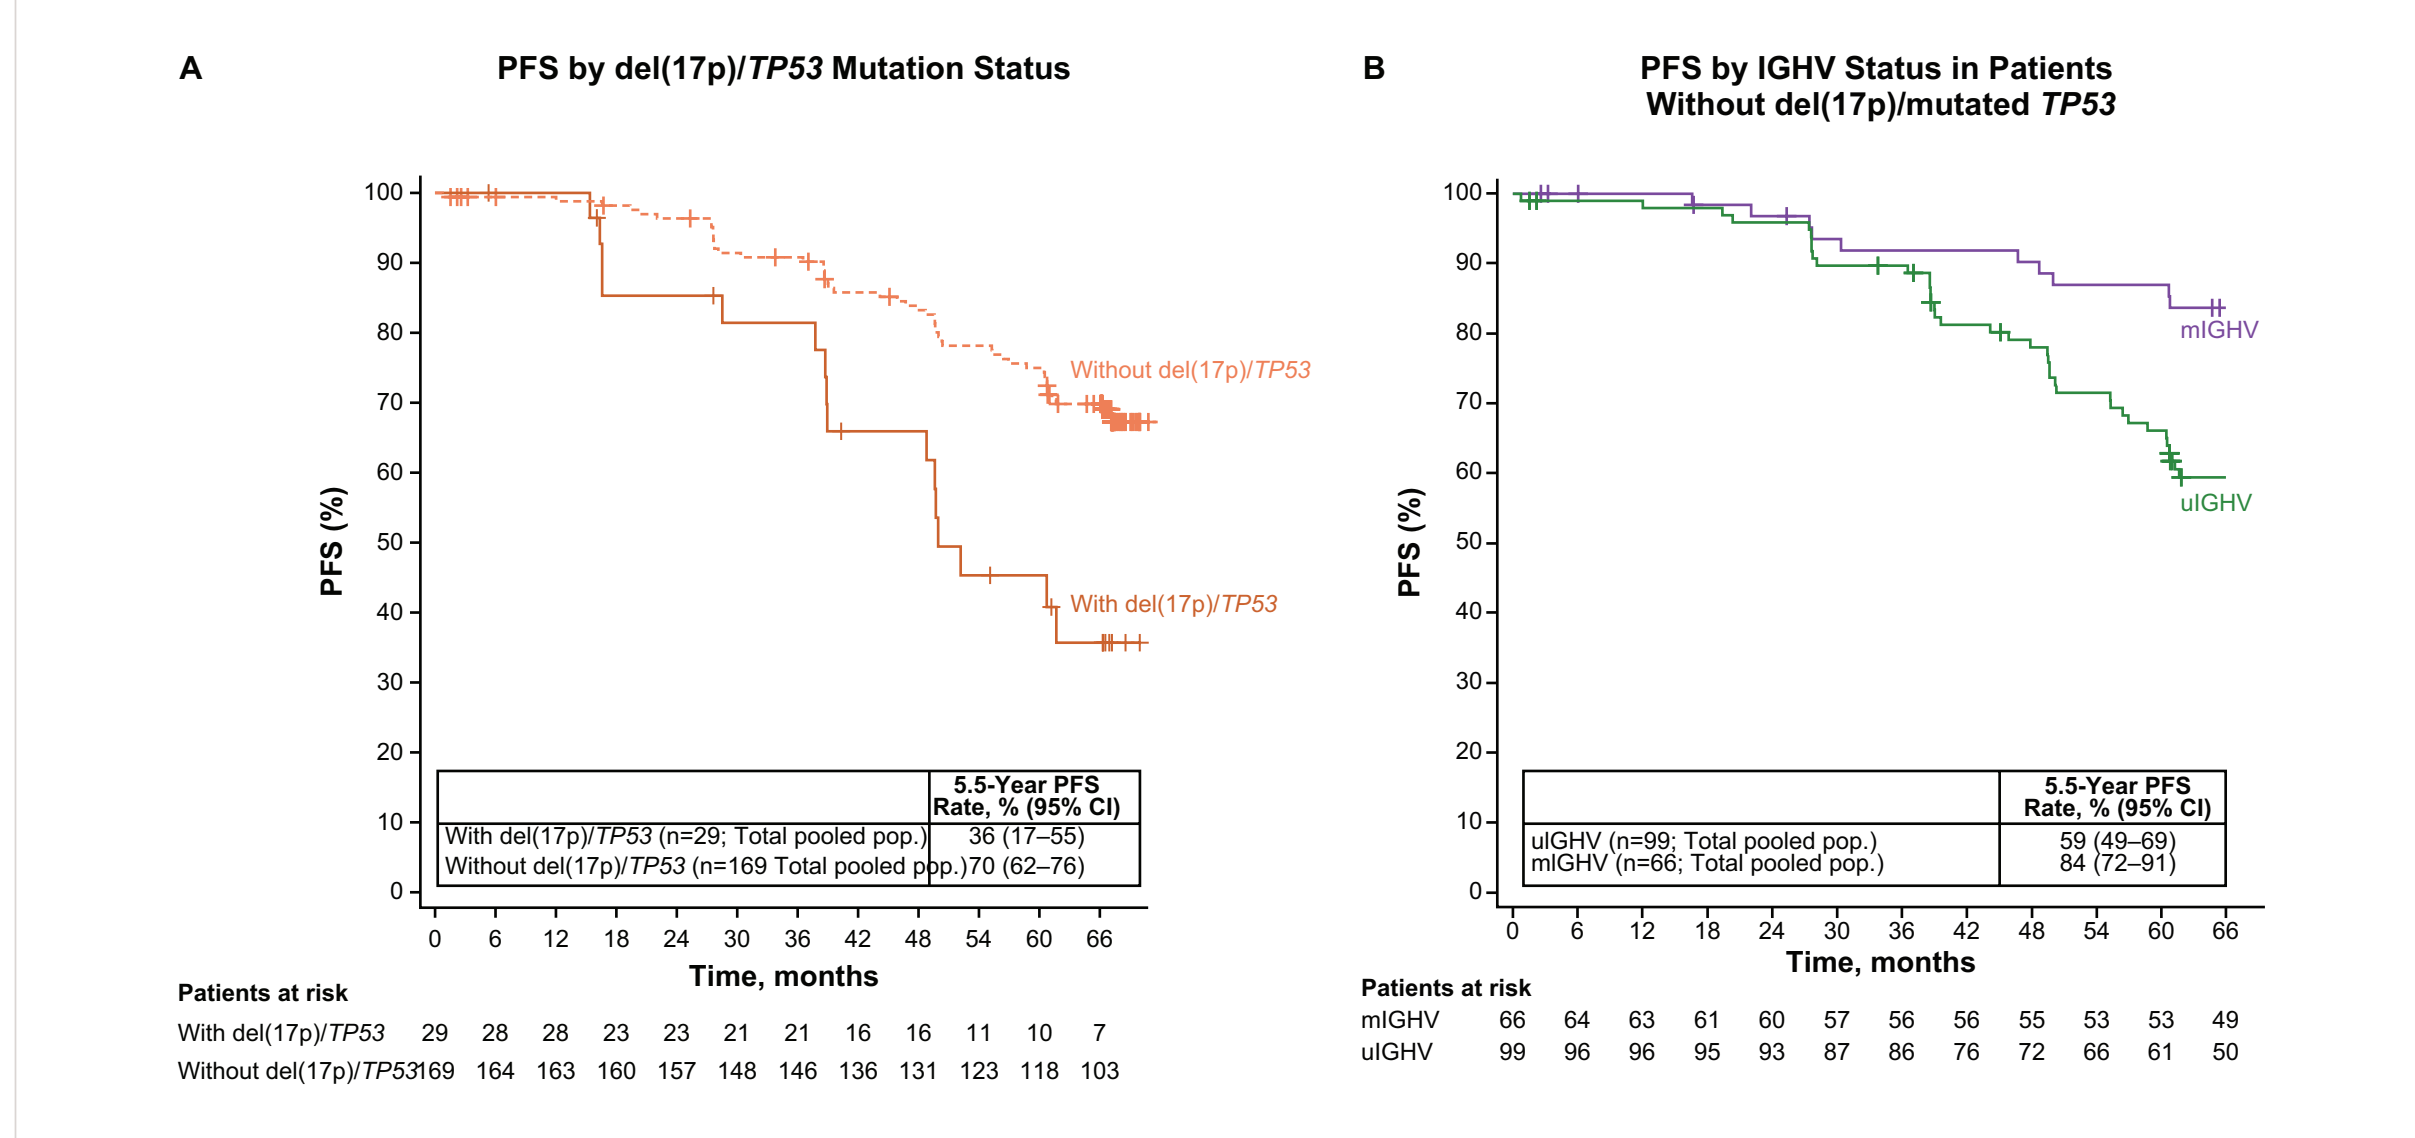 A
PFS by del(17p)/TP53 Mutation Status
100
90
80
70
60
50
40
30
20
10
0
PFS (%)
Without del(17p)/TP53
With del(17p)/TP53
5.5-Year PFS
Rate, % (95% CI)
With del(17p)/TP53 (n=29; Total pooled pop.) 36 (17–55)
Without del(17p)/TP53 (n=169 Total pooled pop.) 70 (62–76)
0 6 12 18 24 30 36 42 48 54 60 66
Time, months
Patients at risk
With del(17p)/TP53 29 28 28 23 23 21 21 16 16 11 10 7
Without del(17p)/TP53 169 164 163 160 157 148 146 136 131 123 118 103
B
PFS by IGHV Status in Patients
Without del(17p)/mutated TP53
100
90
80
70
60
50
40
30
20
10
0
PFS (%)
mIGHV
uIGHV
5.5-Year PFS
Rate, % (95% CI)
uIGHV (n=99; Total pooled pop.) 59 (49–69)
mIGHV (n=66; Total pooled pop.) 84 (72–91)
0 6 12 18 24 30 36 42 48 54 60 66
Time, months
Patients at risk
mIGHV 66 64 63 61 60 57 56 56 55 53 53 49
uIGHV 99 96 96 95 93 87 86 76 72 66 61 50